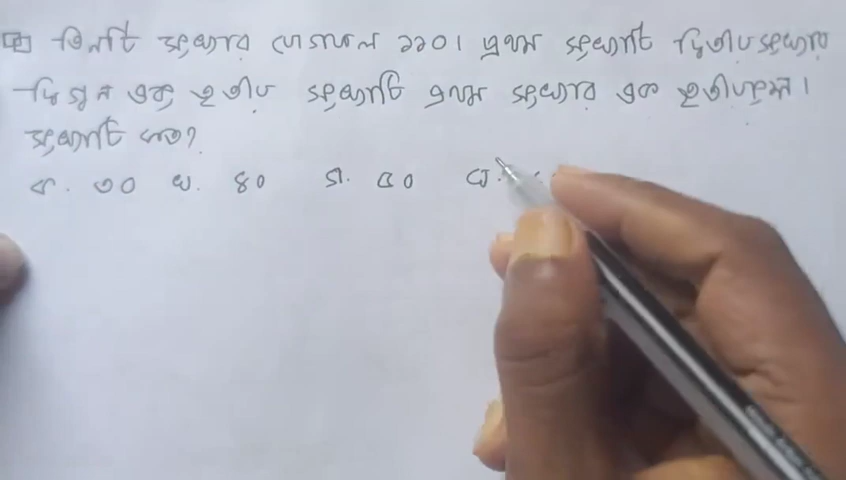 তিনটি সংখ্যার যোগফল ১১০। প্রথম সংখ্যাটি দ্বিতীয় সংখ্যার
দ্বিগুন এবং তৃতীয় সংখ্যাটি প্রথম সংখ্যার এক তৃতীয়াংশ।
সংখ্যাটি কত?
ক. ৩০ খ. ৪০ গ. ৫০ ঘ.